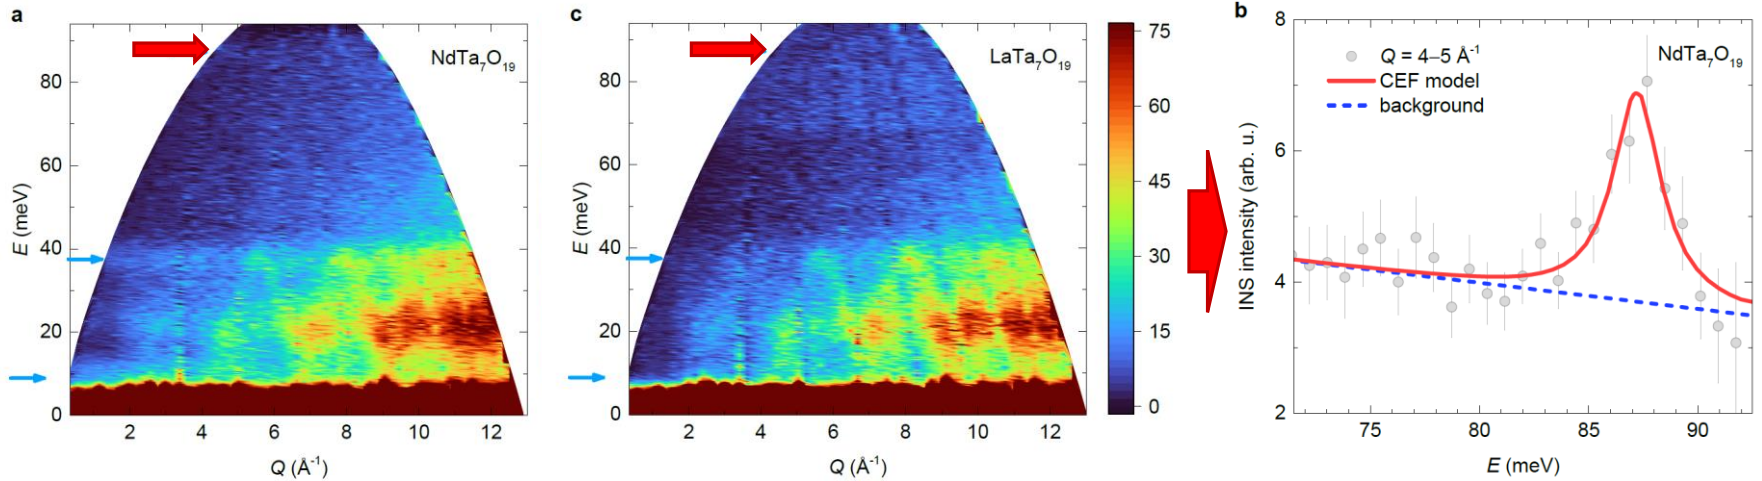 a
NdTa₇O₁₉
E (meV)
80
60
40
20
0
2
4
6
8
10
12
Q (Å⁻¹)
c
LaTa₇O₁₉
E (meV)
80
60
40
20
0
2
4
6
8
10
12
Q (Å⁻¹)
75
60
45
30
15
0
b
NdTa₇O₁₉
Q = 4–5 Å⁻¹
CEF model
background
INS intensity (arb. u.)
8
6
4
2
75
80
85
90
E (meV)